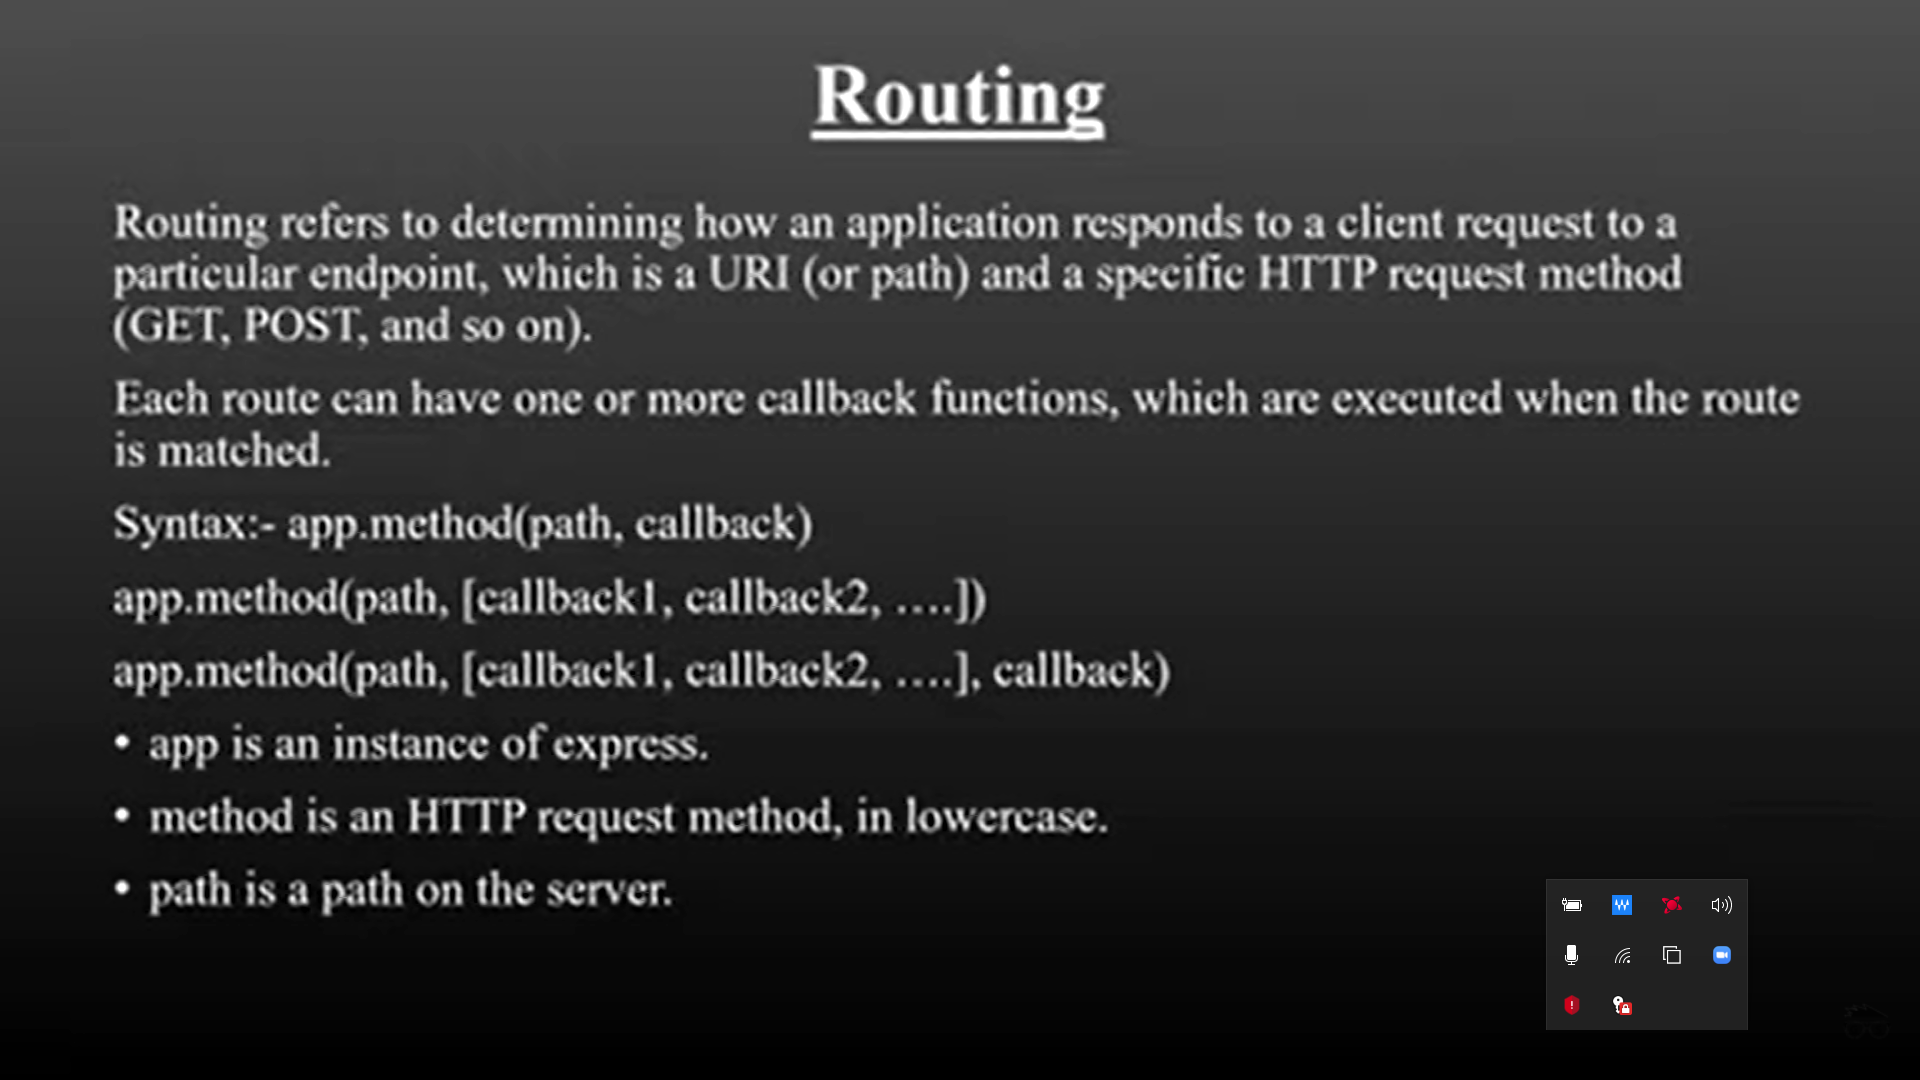 Routing
Routing refers to determining how an application responds to a client request to a
particular endpoint, which is a URI (or path) and a specific HTTP request method
(GET, POST, and so on).
Each route can have one or more callback functions, which are executed when the route
is matched.
Syntax:- app.method(path, callback)
app.method(path, [callback1, callback2, ….])
app.method(path, [callback1, callback2, ….], callback)
• app is an instance of express.
• method is an HTTP request method, in lowercase.
• path is a path on the server.